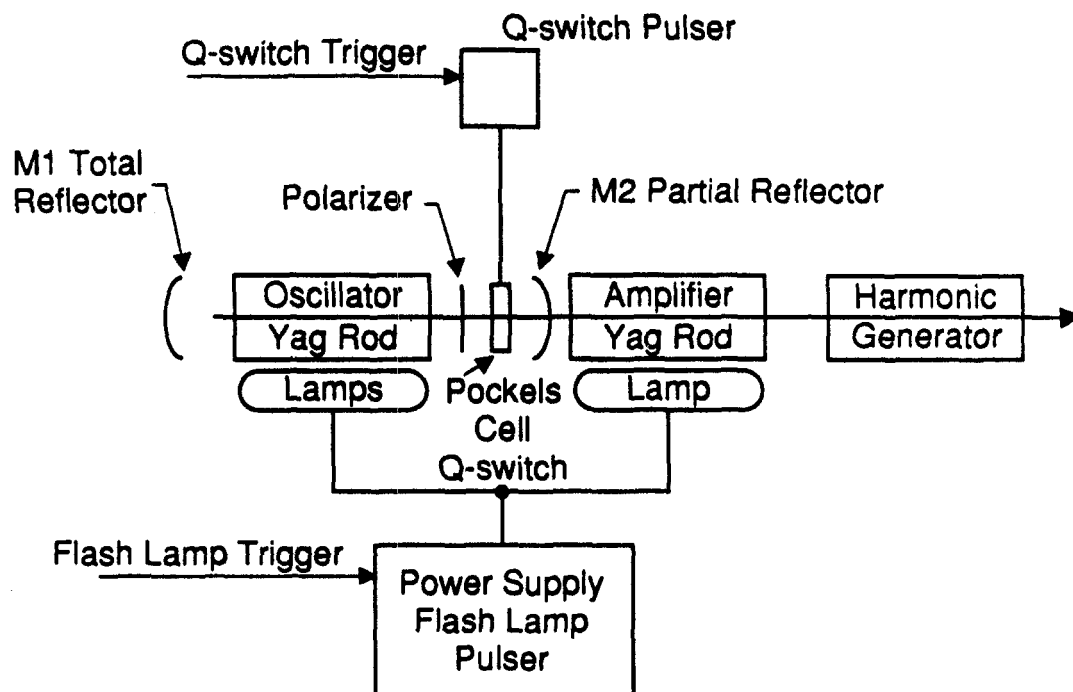 Q-switch Pulser
Q-switch Trigger
M1 Total
Reflector
Polarizer
M2 Partial Reflector
Oscillator
Yag Rod
Amplifier
Yag Rod
Harmonic
Generator
Lamps
Pockels
Cell
Q-switch
Lamp
Flash Lamp Trigger
Power Supply
Flash Lamp
Pulser